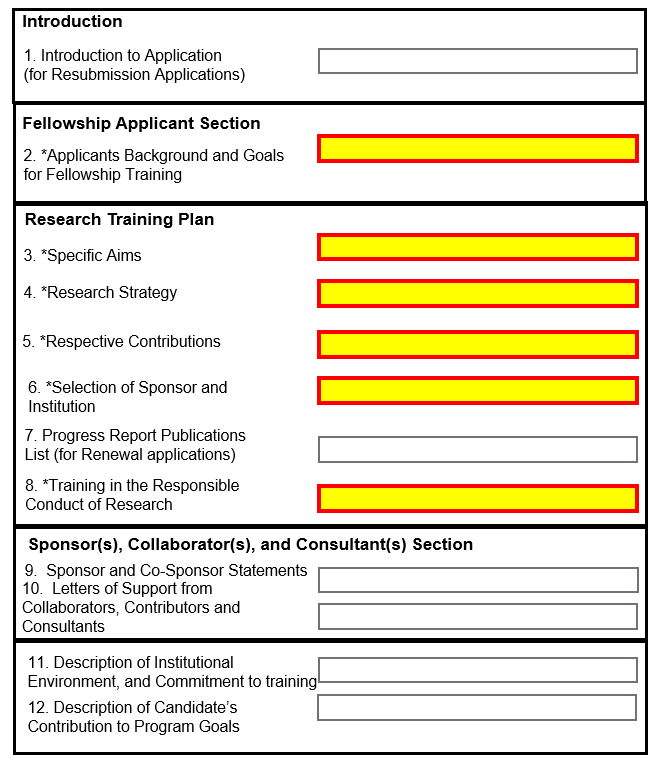 Introduction
1. Introduction to Application
(for Resubmission Applications)
Fellowship Applicant Section
2. *Applicants Background and Goals
for Fellowship Training
Research Training Plan
3. *Specific Aims
4. *Research Strategy
5. *Respective Contributions
6. *Selection of Sponsor and
Institution
7. Progress Report Publications
List (for Renewal applications)
8. *Training in the Responsible
Conduct of Research
Sponsor(s), Collaborator(s), and Consultant(s) Section
9. Sponsor and Co-Sponsor Statements
10. Letters of Support from
Collaborators, Contributors and
Consultants
11. Description of Institutional
Environment, and Commitment to training
12. Description of Candidate’s
Contribution to Program Goals